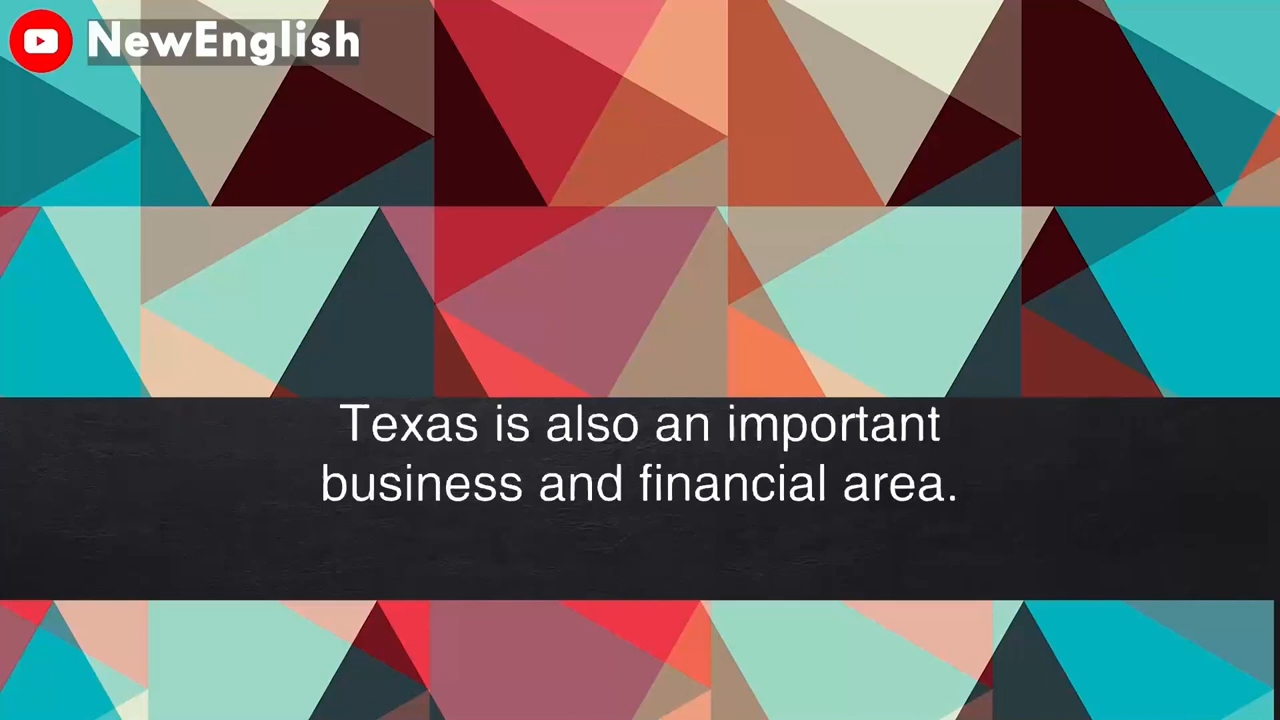 NewEnglish
Texas is also an important
business and financial area.